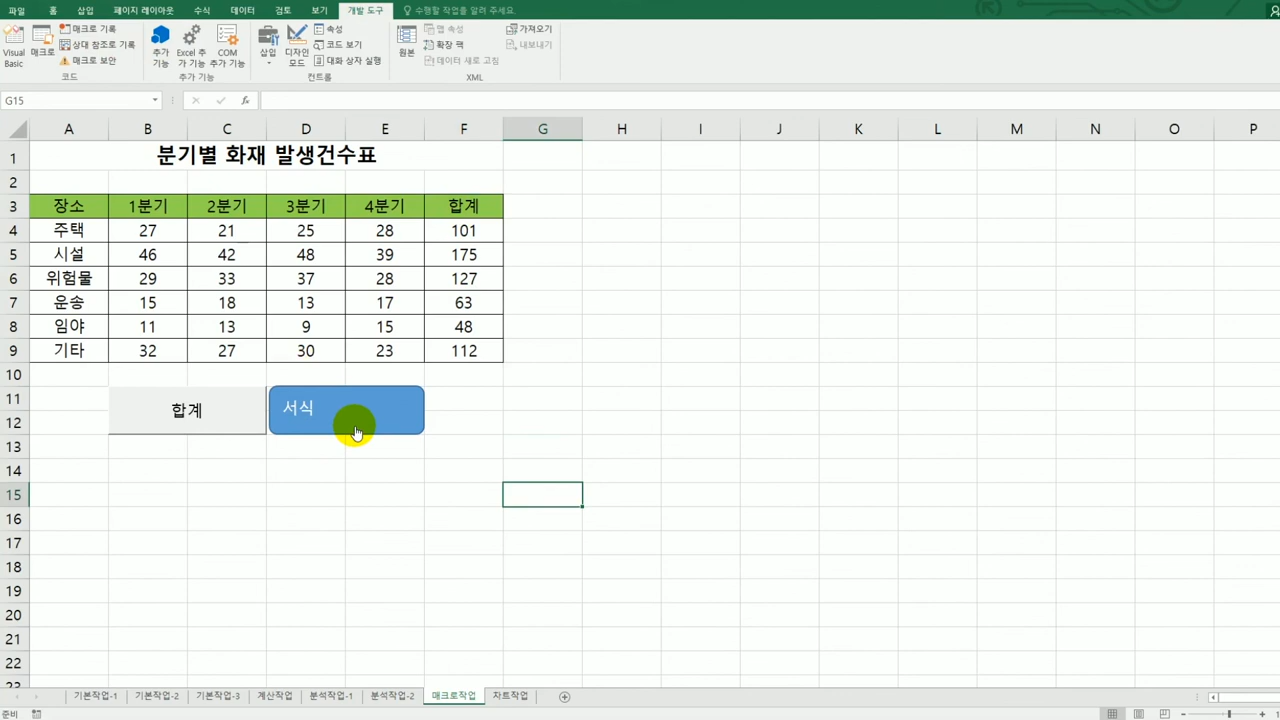 파일 홈 삽입 페이지 레이아웃 수식 데이터 검토 보기 개발 도구 수행할 작업을 알려 주세요.
Visual Basic
매크로
매크로 기록
상대 참조로 기록
매크로 보안
코드
추가 기능
Excel 추가 기능
COM 추가 기능
추가 기능
삽입
디자인 모드
속성
코드 보기
대화 상자 실행
컨트롤
원본
맵 속성
확장 팩
데이터 새로 고침
가져오기
내보내기
XML
G15 fx
A B C D E F G H I J K L M N O P
1 분기별 화재 발생건수표
2
3 장소 1분기 2분기 3분기 4분기 합계
4 주택 27 21 25 28 101
5 시설 46 42 48 39 175
6 위험물 29 33 37 28 127
7 운송 15 18 13 17 63
8 임야 11 13 9 15 48
9 기타 32 27 30 23 112
10
11 합계 서식
12
13
14
15
16
17
18
19
20
21
22
23
기본작업-1 기본작업-2 기본작업-3 계산작업 분석작업-1 분석작업-2 매크로작업 차트작업
준비